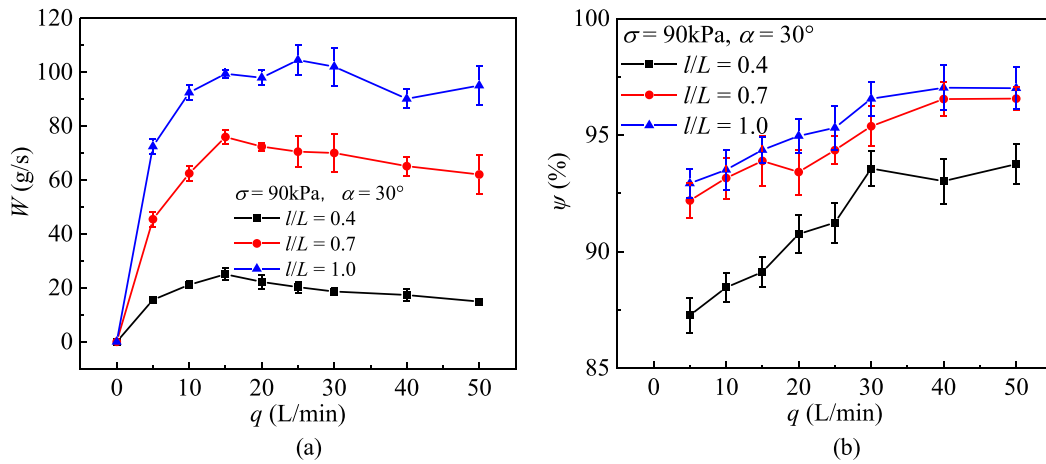 120
100
80
60
40
20
0
W (g/s)
σ = 90kPa, α = 30°
l/L = 0.4
l/L = 0.7
l/L = 1.0
0 10 20 30 40 50
q (L/min)
(a)
100
95
90
85
ψ (%)
σ = 90kPa, α = 30°
l/L = 0.4
l/L = 0.7
l/L = 1.0
0 10 20 30 40 50
q (L/min)
(b)